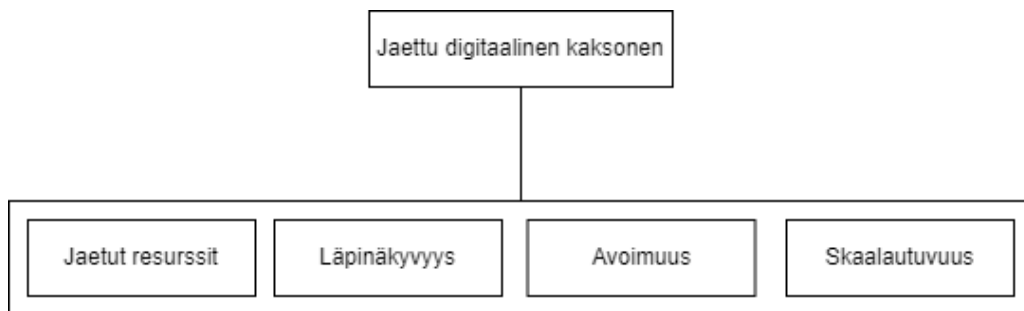 Jaettu digitaalinen kaksonen
Jaetut resurssit
Läpinäkyvyys
Avoimuus
Skaalautuvuus